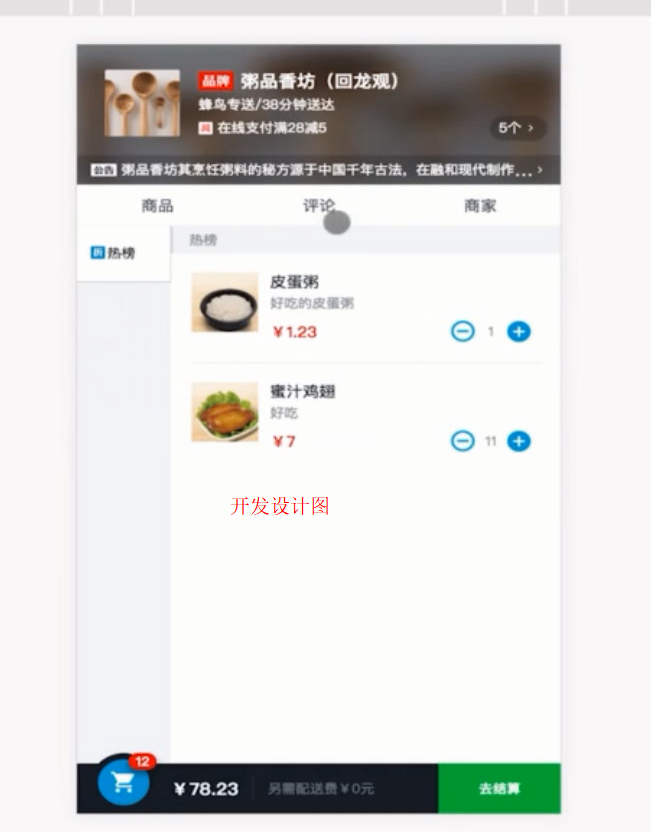 品牌 粥品香坊（回龙观）
蜂鸟专送/38分钟送达
减 在线支付满28减5
5个 >
公告 粥品香坊其烹饪粥料的秘方源于中国千年古法，在融和现代制作... >
商品 评论 商家
折 热榜
热榜
皮蛋粥
好吃的皮蛋粥
￥1.23
1
蜜汁鸡翅
好吃
￥7
11
开发设计图
12
￥78.23
另需配送费￥0元
去结算